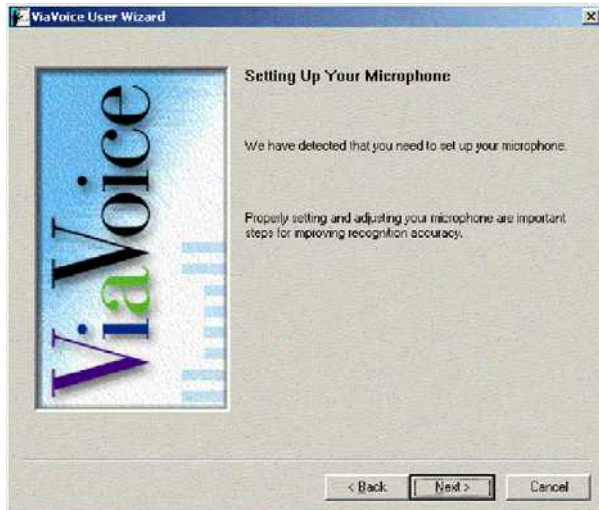 ViaVoice User Wizard
ViaVoice
Setting Up Your Microphone
We have detected that you need to set up your microphone.
Properly setting and adjusting your microphone are important
steps for improving recognition accuracy.
< Back
Next >
Cancel